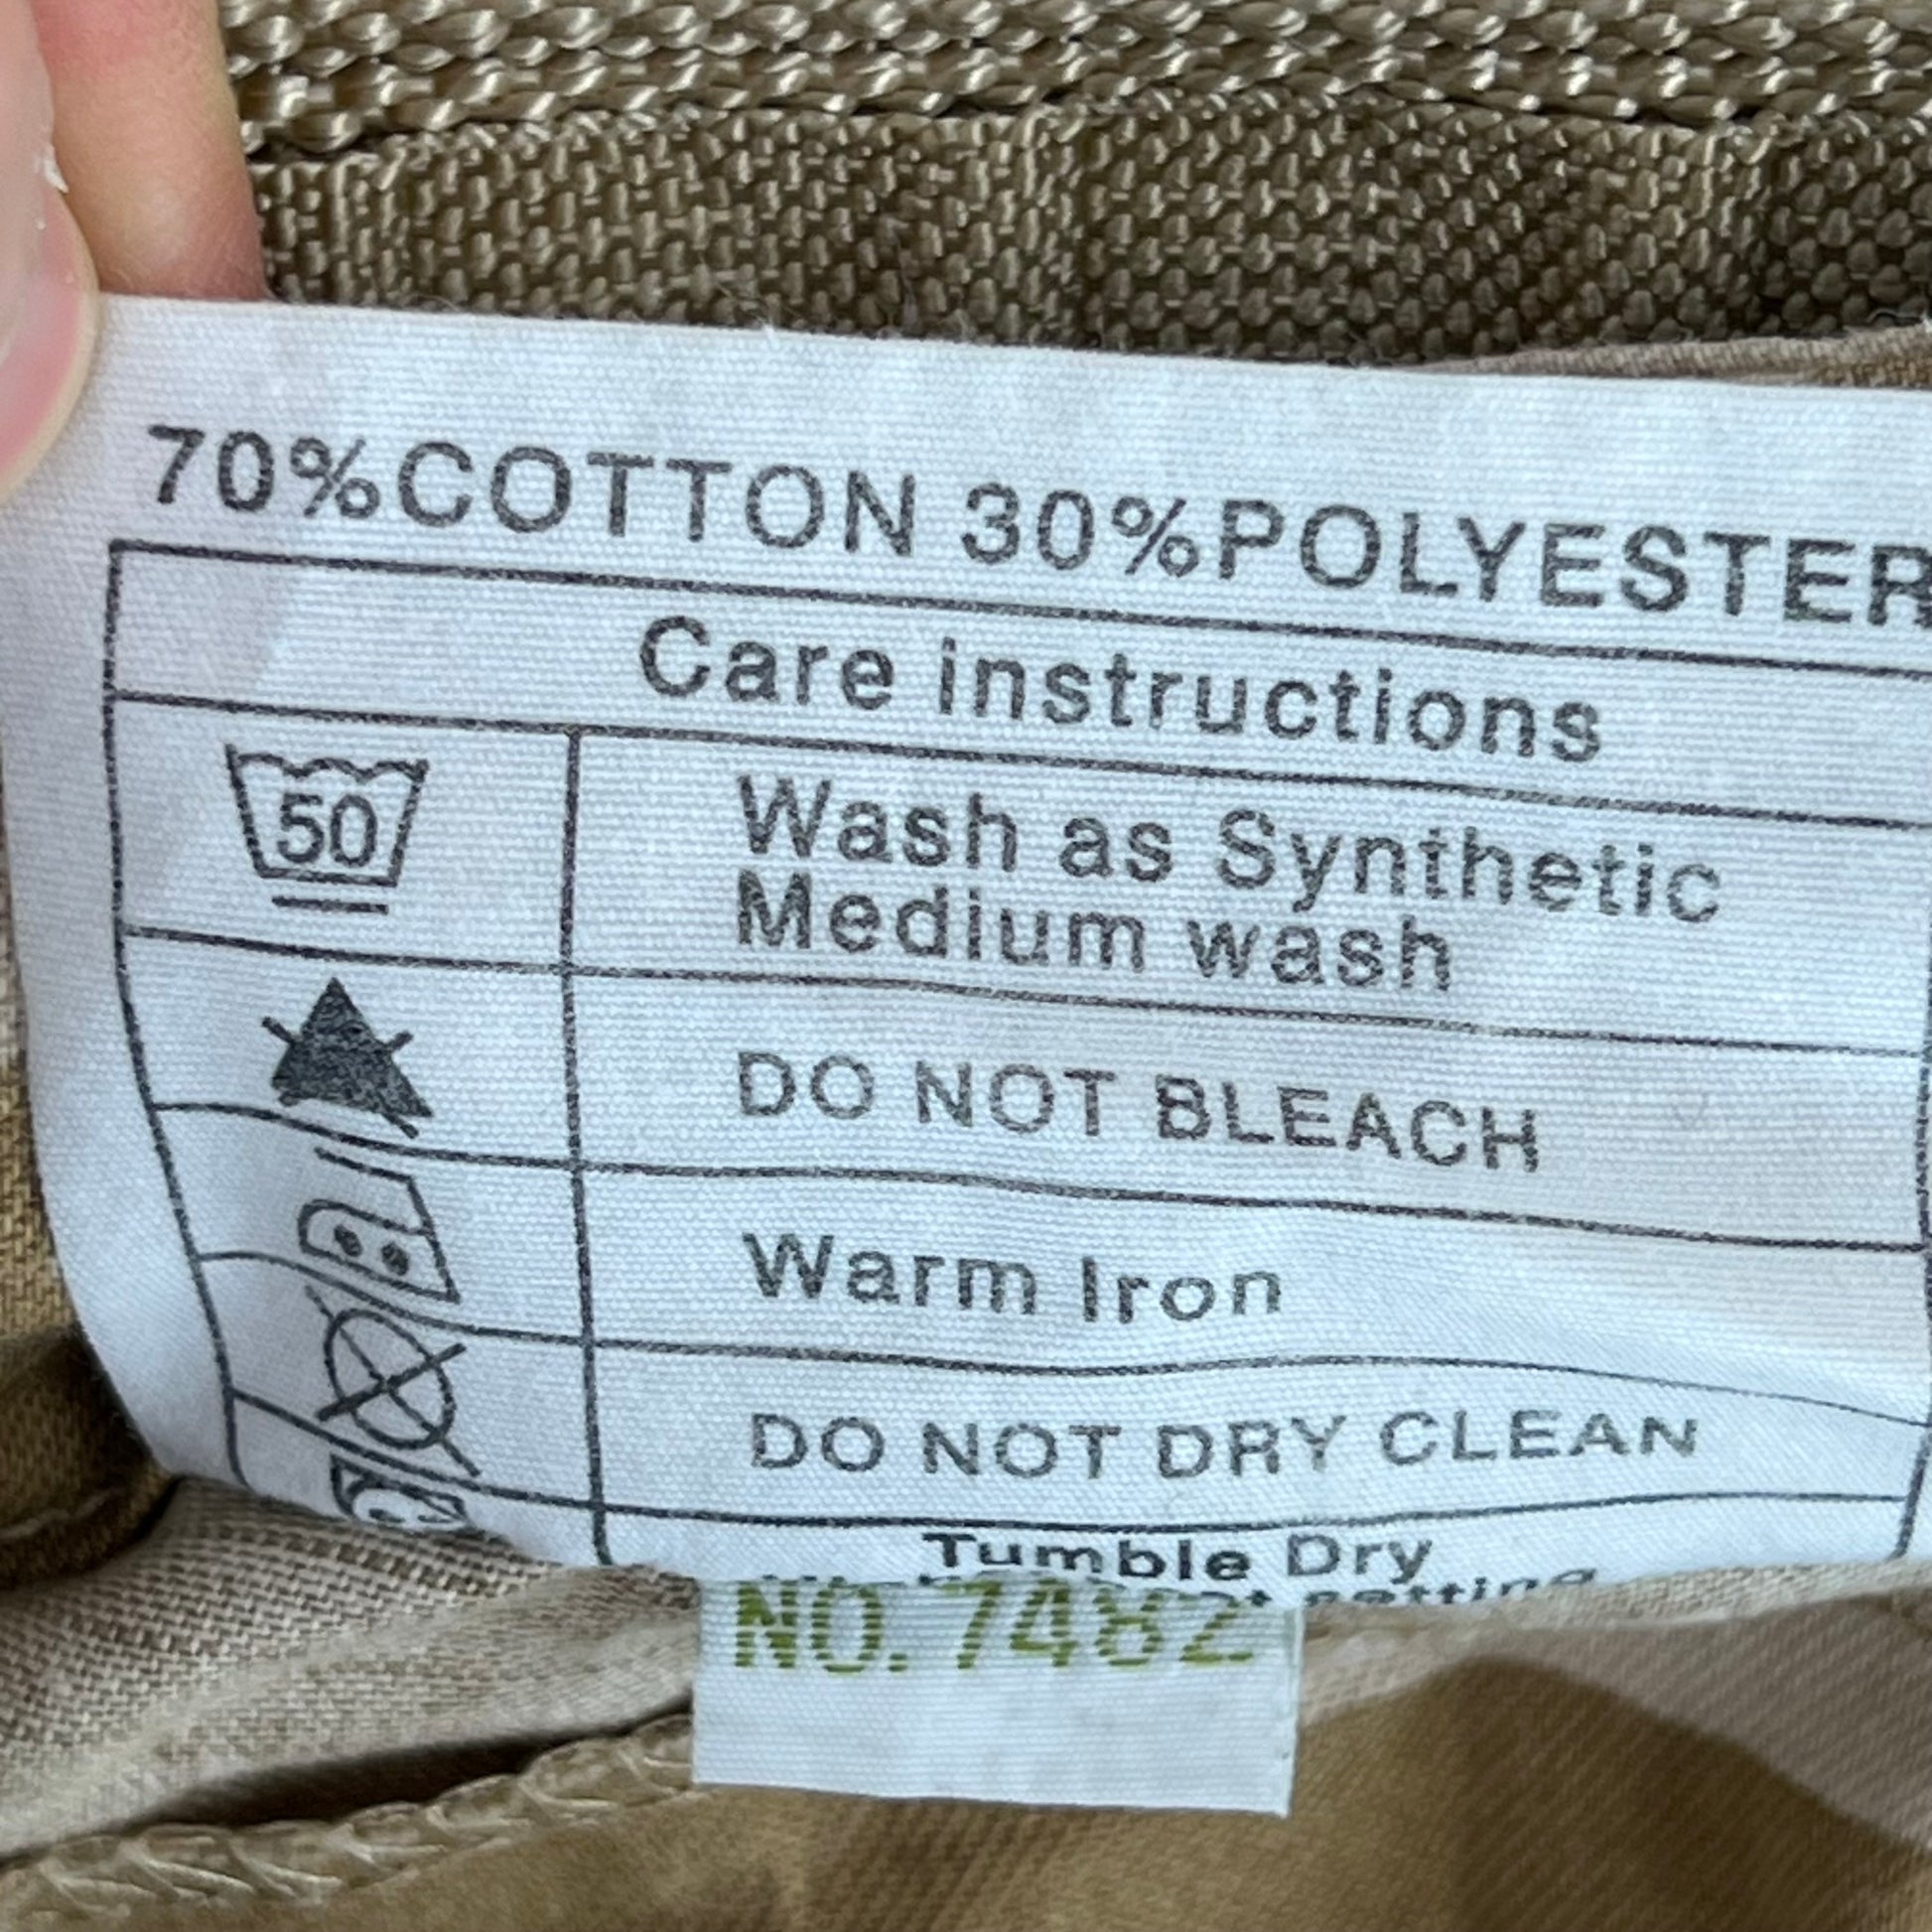 70%COTTON 30%POLYESTER
Care instructions
50
Wash as Synthetic
Medium wash
DO NOT BLEACH
Warm Iron
DO NOT DRY CLEAN
Tumble Dry
setting
NO.7482